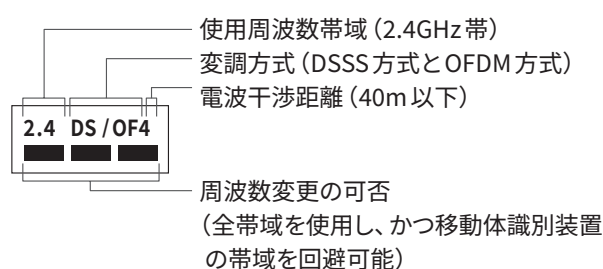 使用周波数帯域（2.4GHz帯）
変調方式（DSSS方式とOFDM方式）
電波干渉距離（40m以下）
2.4 DS/OF4
周波数変更の可否
（全帯域を使用し、かつ移動体識別装置
の帯域を回避可能）